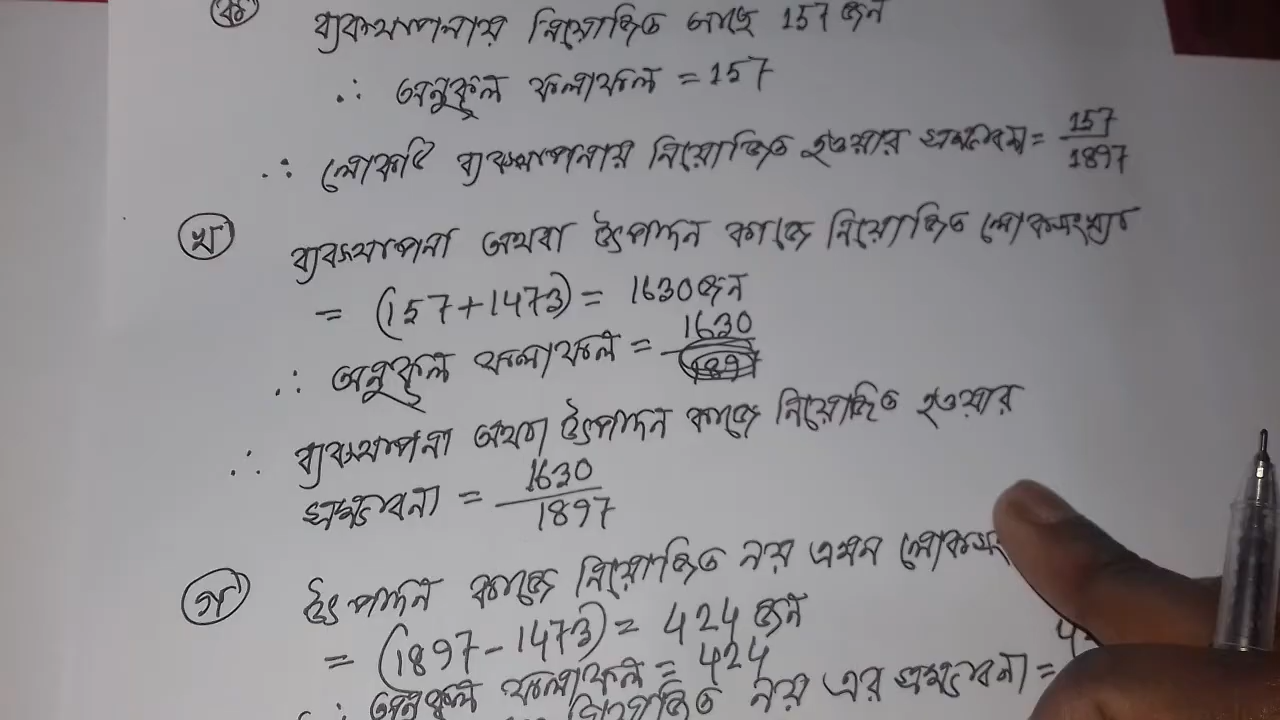 ক ব্যবস্থাপনায় নিয়োজিত আছে 157 জন
∴ অনুকূল ফলাফল = 157
∴ লোকটি ব্যবস্থাপনায় নিয়োজিত হওয়ার সম্ভাবনা = 157/1897
খ ব্যবস্থাপনা অথবা উৎপাদন কাজে নিয়োজিত লোকসংখ্যা
= (157+1473) = 1630 জন
∴ অনুকূল ফলাফল = 1630
∴ ব্যবস্থাপনা অথবা উৎপাদন কাজে নিয়োজিত হওয়ার
সম্ভাবনা = 1630/1897
গ উৎপাদন কাজে নিয়োজিত নয় এমন
= (1897-1473) = 424 জন
∴ অনুকূল ফলাফল = 424
নিয়োজিত নয় এর সম্ভাবনা =